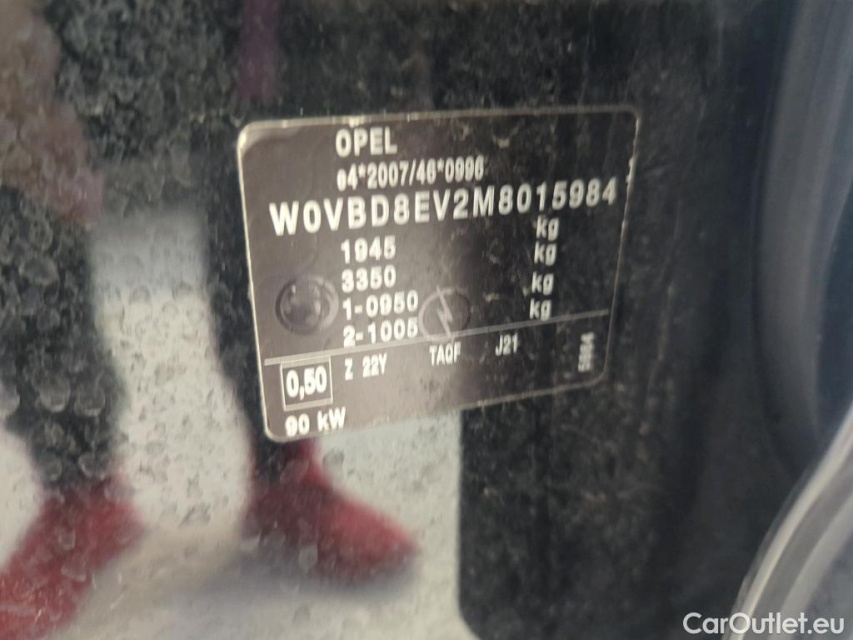 OPEL
e4*2007/46*0996
W0VBD8EV2M8015984
1945 kg
3350 kg
1-0950 kg
2-1005 kg
0,50 Z 22Y TAQF J21
90 kW
CarOutlet.eu